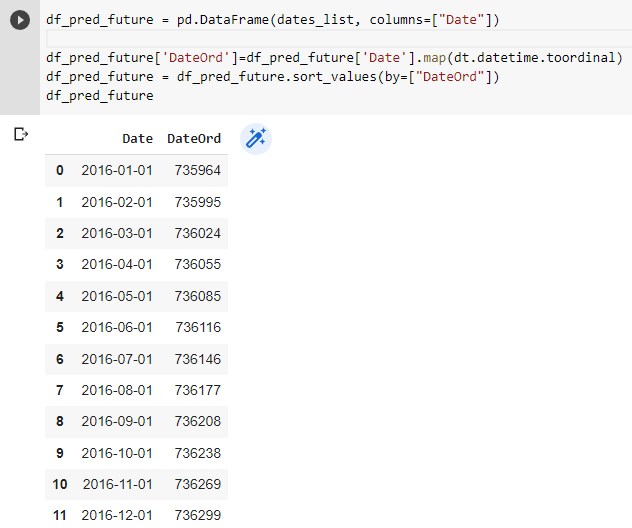 df_pred_future = pd.DataFrame(dates_list, columns=["Date"])
df_pred_future['DateOrd']=df_pred_future['Date'].map(dt.datetime.toordinal)
df_pred_future = df_pred_future.sort_values(by=["DateOrd"])
df_pred_future
Date DateOrd
0 2016-01-01 735964
1 2016-02-01 735995
2 2016-03-01 736024
3 2016-04-01 736055
4 2016-05-01 736085
5 2016-06-01 736116
6 2016-07-01 736146
7 2016-08-01 736177
8 2016-09-01 736208
9 2016-10-01 736238
10 2016-11-01 736269
11 2016-12-01 736299